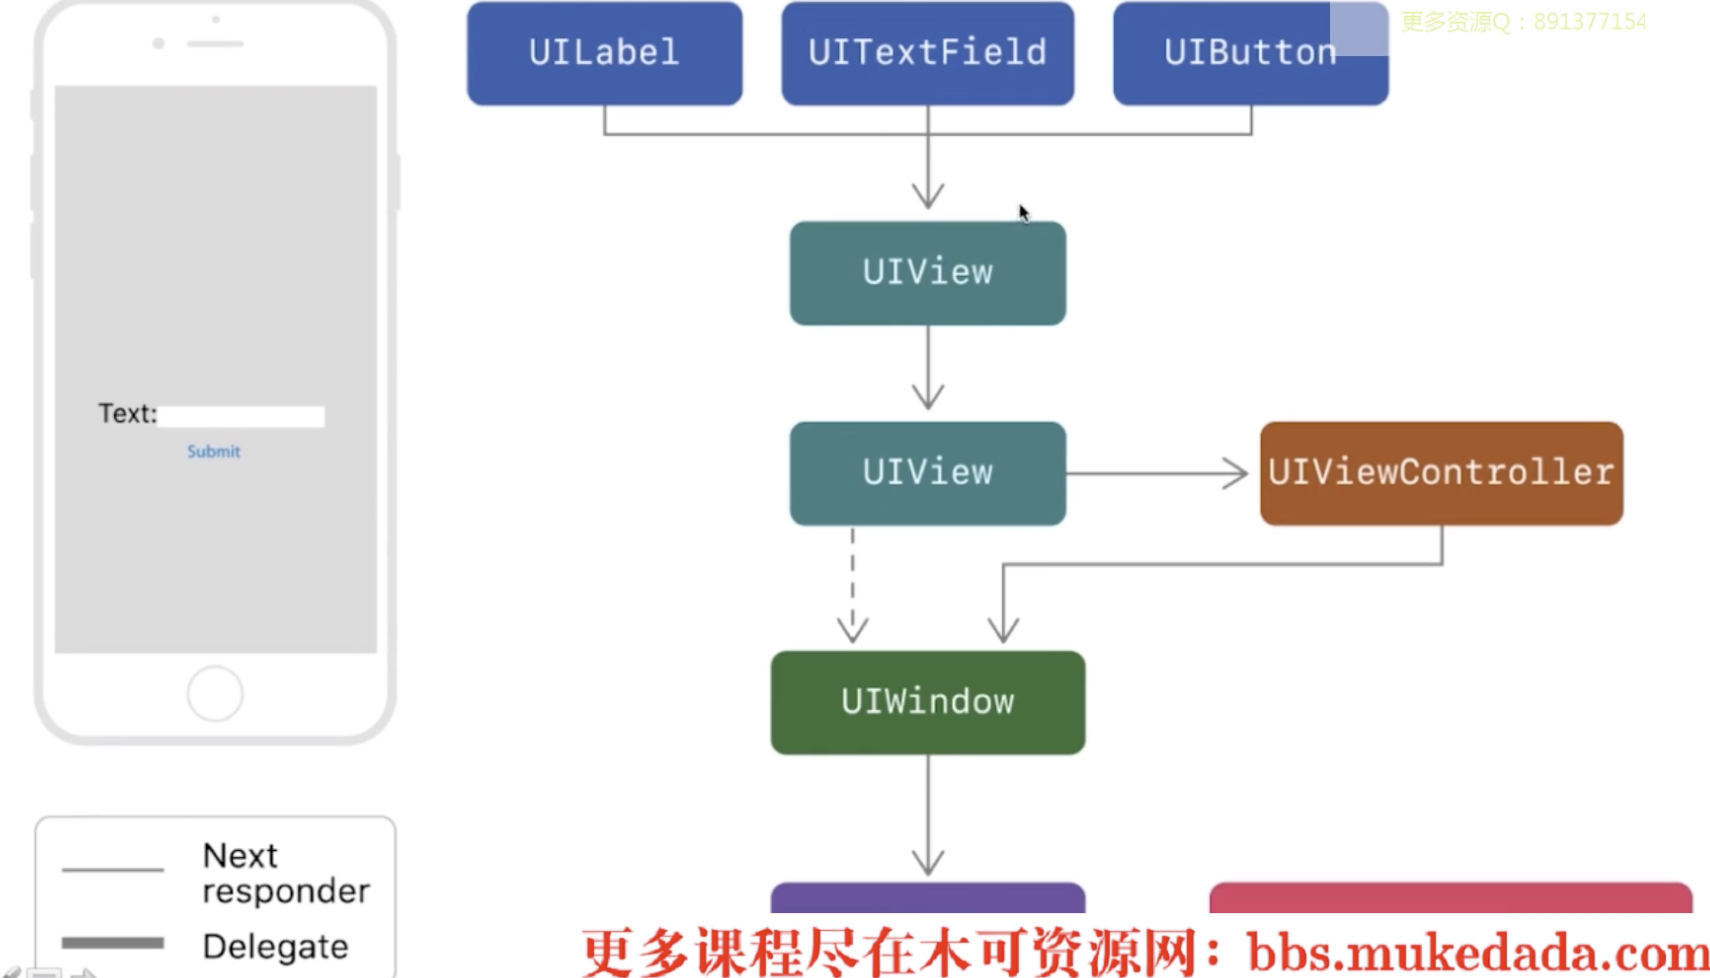 UILabel
UITextField
UIButton
更多资源Q：891377154
UIView
UIView
UIViewController
Text:
Submit
UIWindow
Next
responder
Delegate
更多课程尽在木可资源网：bbs.mukedada.com